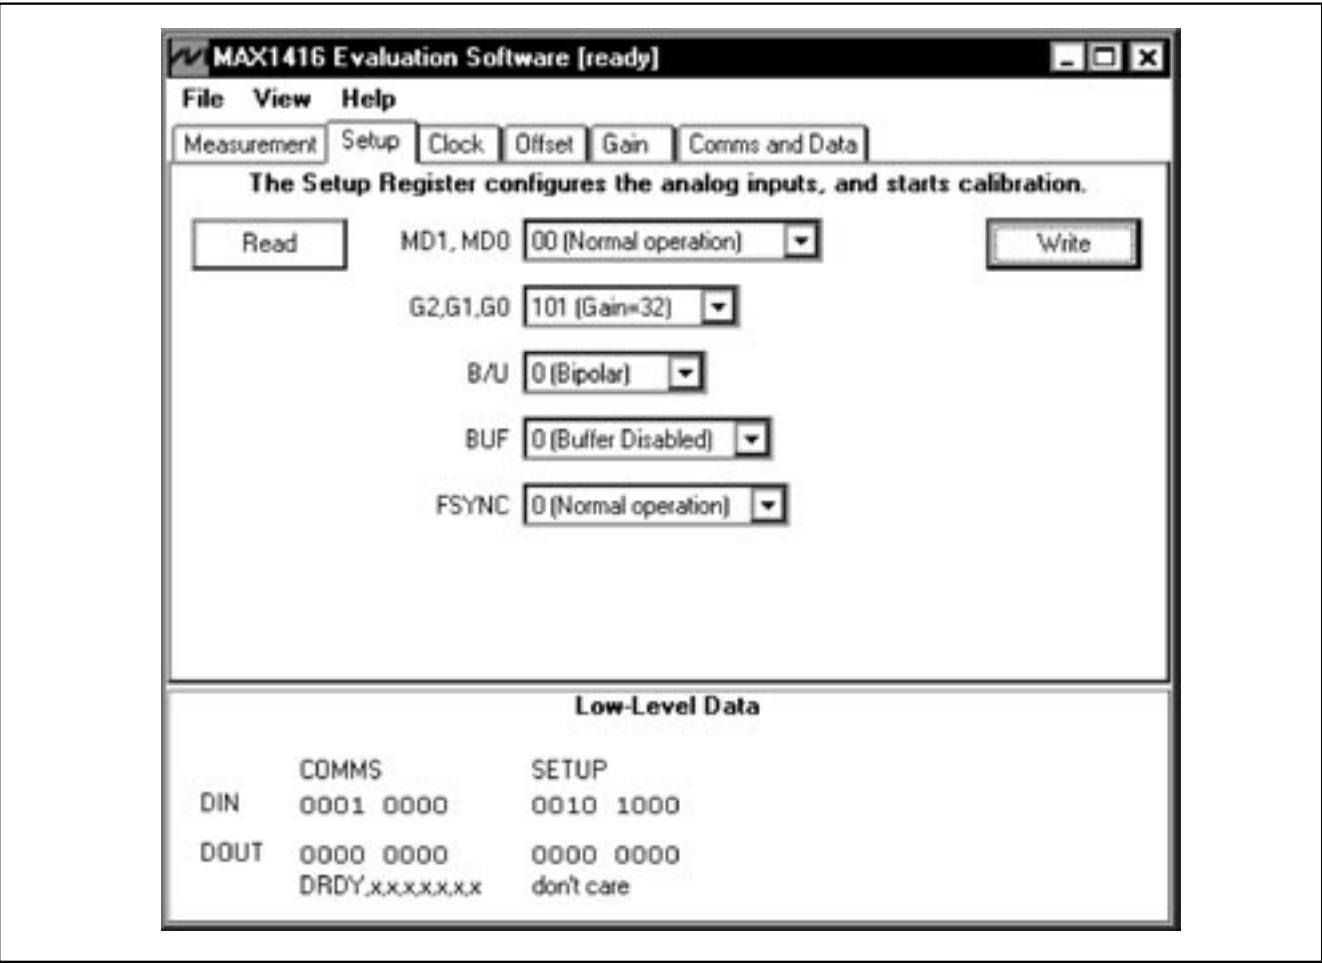 MAX1416 Evaluation Software [ready]
File View Help
Measurement Setup Clock Offset Gain Comms and Data
The Setup Register configures the analog inputs, and starts calibration.
Read MD1, MD0 00 (Normal operation) Write
G2,G1,G0 101 (Gain=32)
B/U 0 (Bipolar)
BUF 0 (Buffer Disabled)
FSYNC 0 (Normal operation)
Low-Level Data
COMMS SETUP
DIN 0001 0000 0010 1000
DOUT 0000 0000 0000 0000
DRDY,x,x,x,x,x,x,x don't care